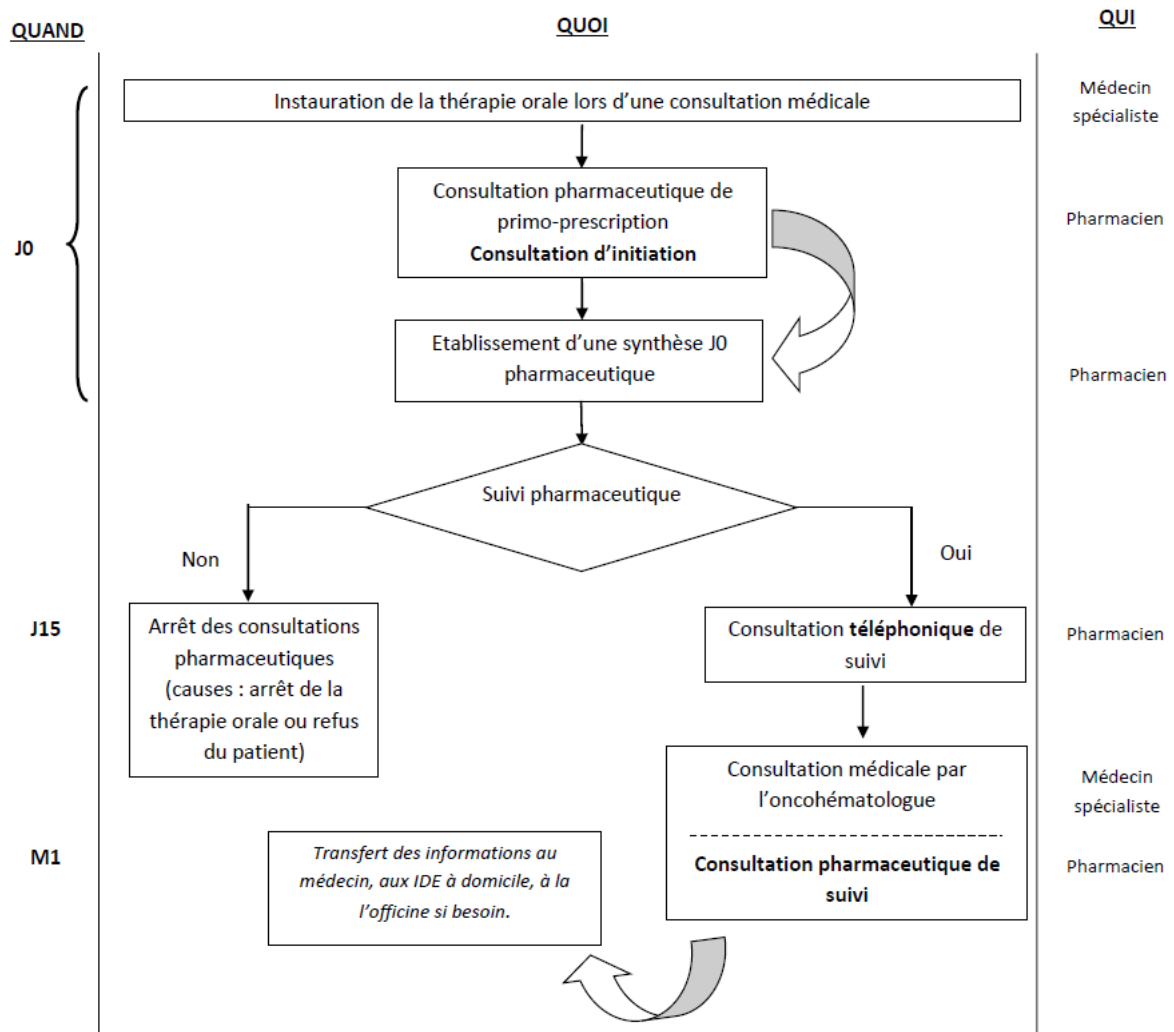 QUAND
QUOI
QUI
Instauration de la thérapie orale lors d’une consultation médicale
Médecin
spécialiste
J0
Consultation pharmaceutique de
primo-prescription
Consultation d’initiation
Pharmacien
Etablissement d’une synthèse J0
pharmaceutique
Pharmacien
Suivi pharmaceutique
Non
Oui
J15
Arrêt des consultations
pharmaceutiques
(causes : arrêt de la
thérapie orale ou refus
du patient)
Consultation téléphonique de
suivi
Pharmacien
Consultation médicale par
l’oncohématologue
Médecin
spécialiste
M1
Transfert des informations au
médecin, aux IDE à domicile, à la
l’officine si besoin.
Consultation pharmaceutique de
suivi
Pharmacien